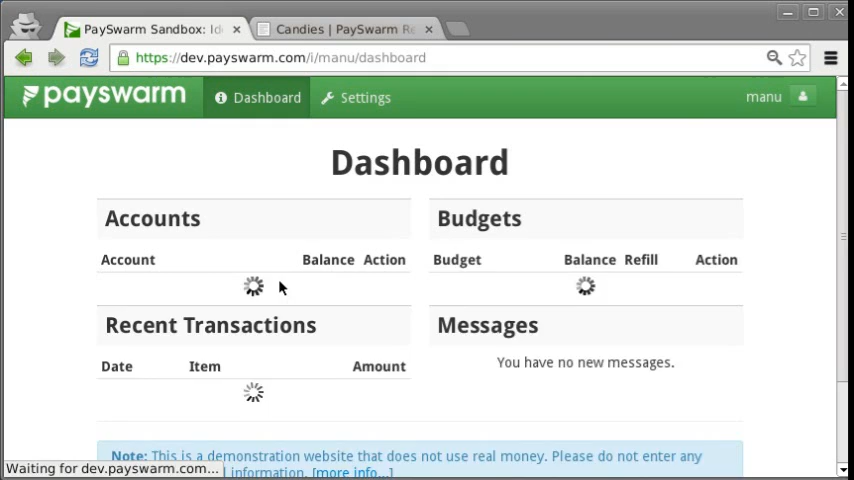 PaySwarm Sandbox: Id
Candies | PaySwarm Re
https://dev.payswarm.com/i/manu/dashboard
payswarm Dashboard Settings manu
Dashboard
Accounts
Account Balance Action
Budgets
Budget Balance Refill Action
Recent Transactions
Date Item Amount
Messages
You have no new messages.
Note: This is a demonstration website that does not use real money. Please do not enter any
l information. [more info...]
Waiting for dev.payswarm.com...